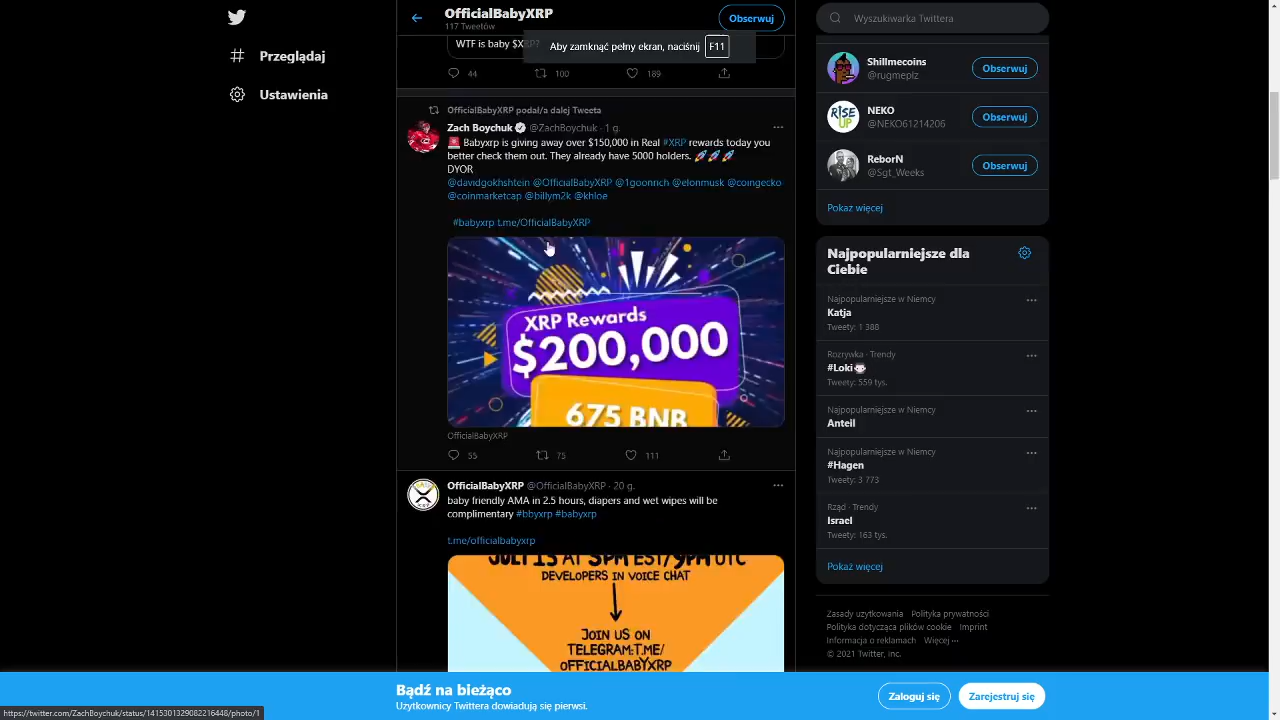 OfficialBabyXRP
117 Tweetów
Obserwuj
Przeglądaj
Ustawienia
WTF is baby $XRP?
Aby zamknąć pełny ekran, naciśnij F11
44 100 189
OfficialBabyXRP podał/a dalej Tweeta
Zach Boychuk @ZachBoychuk · 1 g.
🚨 Babyxrp is giving away over $150,000 in Real #XRP rewards today you
better check them out. They already have 5000 holders. 🚀🚀🚀
DYOR
@davidgokhshtein @OfficialBabyXRP @1goonnch @elonmusk @coingecko
@coinmarketcap @billym2k @khloe
#babyxrp t.me/OfficialBabyXRP
XRP Rewards
$200,000
675 BNB
OfficialBabyXRP
55 75 111
OfficialBabyXRP @OfficialBabyXRP · 20 g.
baby friendly AMA in 2.5 hours, diapers and wet wipes will be
complimentary #bbyxrp #babyxrp
t.me/officialbabyxrp
JULY 15 AT 5PM EST/9PM UTC
DEVELOPERS IN VOICE CHAT
JOIN US ON
TELEGRAM:T.ME/
OFFICIALBABYXRP
Wyszukiwarka Twittera
Shillmecoins
@rugmeplz
Obserwuj
NEKO
@NEKO61214206
Obserwuj
RISE
UP
ReborN
@Sgt_Weeks
Obserwuj
Pokaż więcej
Najpopularniejsze dla
Ciebie
Najpopularniejsze w Niemcy
Katja
Tweety: 1 388
Rozrywka · Trendy
#Loki
Tweety: 559 tys.
Najpopularniejsze w Niemcy
Anteil
Najpopularniejsze w Niemcy
#Hagen
Tweety: 3 773
Rząd · Trendy
Israel
Tweety: 163 tys.
Pokaż więcej
Zasady użytkowania Polityka prywatności
Polityka dotycząca plików cookie Imprint
Informacja o reklamach Więcej ···
© 2021 Twitter, Inc.
Bądź na bieżąco
Użytkownicy Twittera dowiadują się pierwsi.
Zaloguj się
Zarejestruj się
https://twitter.com/ZachBoychuk/status/1415301329082216448/photo/1